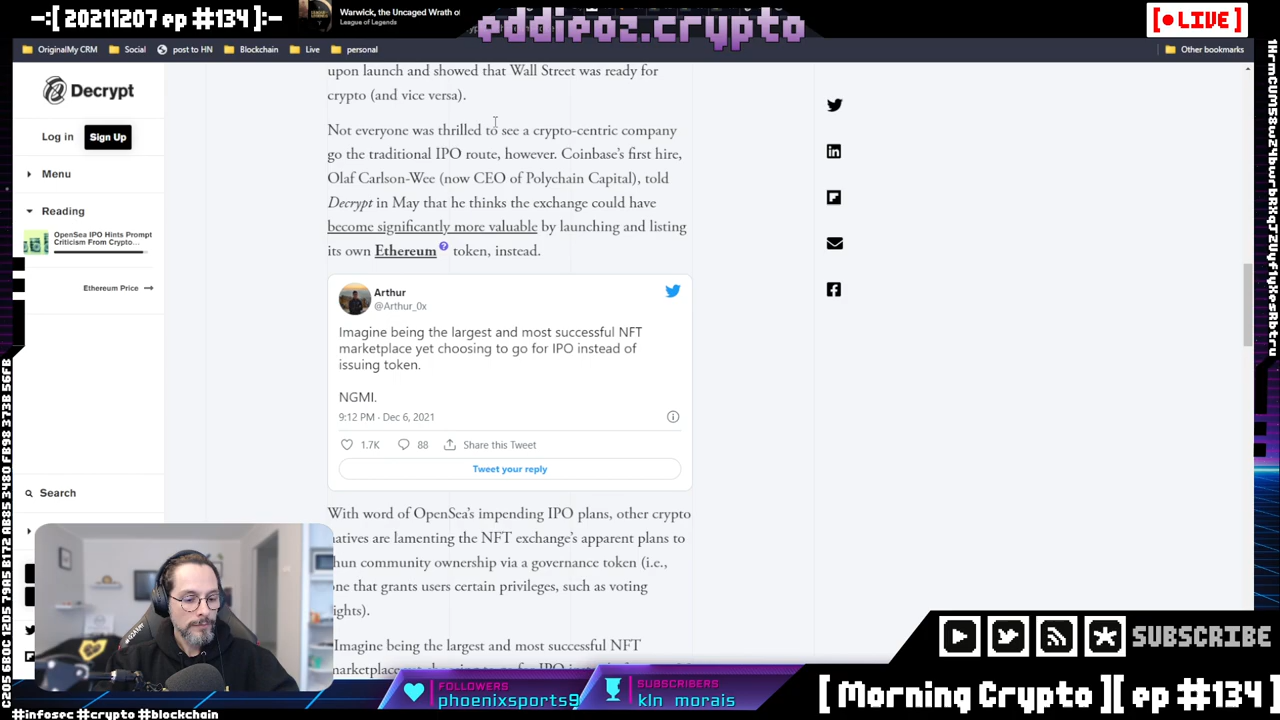 -:[ 20211207 ep #134 ]:-
Warwick, the Uncaged Wrath o
League of Legends
eddieoz.crypto
[● LIVE ]
OriginalMy CRM
Social
post to HN
Blockchain
Live
personal
Other bookmarks
Decrypt
Log in
Sign Up
Menu
Reading
OpenSea IPO Hints Prompt
Criticism From Crypto...
Ethereum Price
Search
upon launch and showed that Wall Street was ready for
crypto (and vice versa).
Not everyone was thrilled to see a crypto-centric company
go the traditional IPO route, however. Coinbase's first hire,
Olaf Carlson-Wee (now CEO of Polychain Capital), told
Decrypt in May that he thinks the exchange could have
become significantly more valuable by launching and listing
its own Ethereum ? token, instead.
Arthur
@Arthur_0x
Imagine being the largest and most successful NFT
marketplace yet choosing to go for IPO instead of
issuing token.
NGMI.
9:12 PM · Dec 6, 2021
1.7K
88
Share this Tweet
Tweet your reply
With word of OpenSea's impending IPO plans, other crypto
natives are lamenting the NFT exchange's apparent plans to
shun community ownership via a governance token (i.e.,
one that grants users certain privileges, such as voting
rights).
Imagine being the largest and most successful NFT
SUBSCRIBE
FOLLOWERS
phoenixsports9
SUBSCRIBERS
kln_morais
[ Morning Crypto ][ ep #134 ]
#infosec #crypto #blockchain